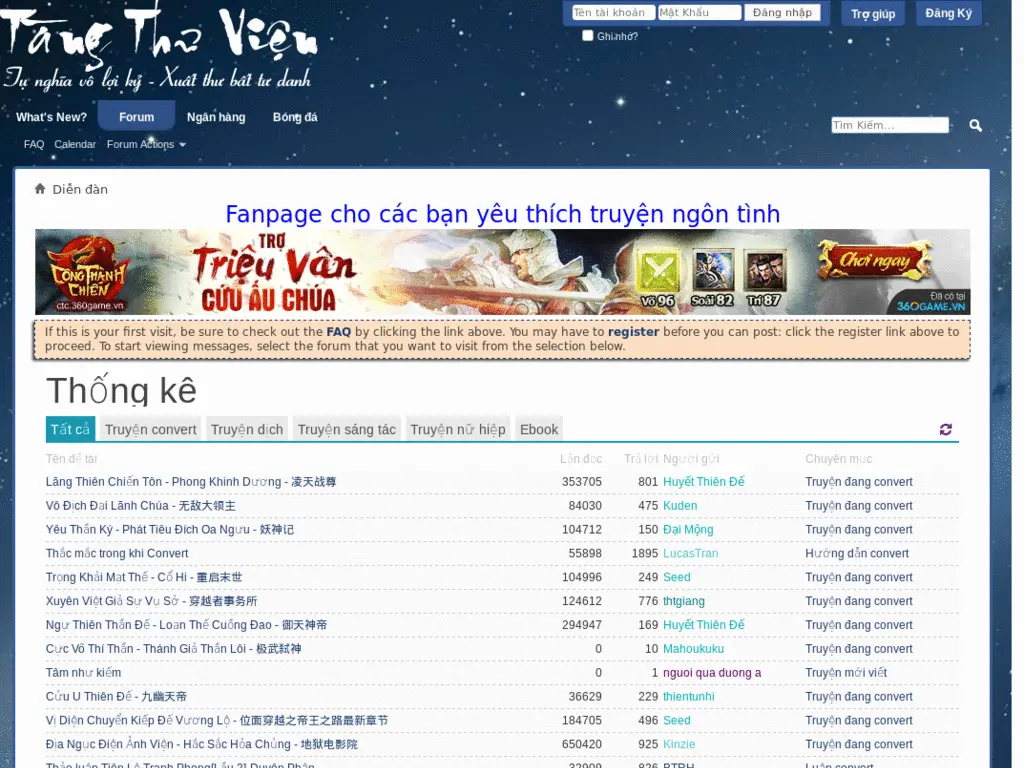 Tàng Thư Viện
Tụ nghĩa vô lợi kỷ - Xuất thư bất tư danh
Tên tài khoản Mật Khẩu Đăng nhập Trợ giúp Đăng Ký
Ghi nhớ?
What's New? Forum Ngân hàng Bóng đá
Tìm Kiếm...
FAQ Calendar Forum Actions
Diễn đàn
Fanpage cho các bạn yêu thích truyện ngôn tình
CÔNG THÀNH CHIẾN
ctc.360game.vn
TRỢ
Triệu Vân
CỨU ẤU CHÚA
Võ 96 Soái 82 Trí 87
Chơi ngay
Đã có tại
360GAME.VN
If this is your first visit, be sure to check out the FAQ by clicking the link above. You may have to register before you can post: click the register link above to
proceed. To start viewing messages, select the forum that you want to visit from the selection below.
Thống kê
Tất cả Truyện convert Truyện dịch Truyện sáng tác Truyện nữ hiệp Ebook
Tên đề tài Lần đọc Trả lời Người gửi Chuyên mục
Lăng Thiên Chiến Tôn - Phong Khinh Dương - 凌天战尊 353705 801 Huyết Thiên Đế Truyện đang convert
Vô Địch Đại Lãnh Chúa - 无敌大领主 84030 475 Kuden Truyện đang convert
Yêu Thần Ký - Phát Tiêu Đích Oa Ngưu - 妖神记 104712 150 Đại Mộng Truyện đang convert
Thắc mắc trong khi Convert 55898 1895 LucasTran Hướng dẫn convert
Trọng Khải Mạt Thế - Cổ Hi - 重启末世 104996 249 Seed Truyện đang convert
Xuyên Việt Giả Sự Vụ Sở - 穿越者事务所 124612 776 thtgiang Truyện đang convert
Ngự Thiên Thần Đế - Loạn Thế Cuồng Đao - 御天神帝 294947 169 Huyết Thiên Đế Truyện đang convert
Cực Võ Thí Thần - Thánh Giả Thần Lôi - 极武弑神 0 10 Mahoukuku Truyện đang convert
Tâm như kiếm 0 1 nguoi qua duong a Truyện mới viết
Cửu U Thiên Đế - 九幽天帝 36629 229 thientunhi Truyện đang convert
Vị Diện Chuyển Kiếp Đế Vương Lộ - 位面穿越之帝王之路最新章节 184705 496 Seed Truyện đang convert
Địa Ngục Điện Ảnh Viện - Hắc Sắc Hỏa Chủng - 地狱电影院 650420 925 Kinzie Truyện đang convert
Thảo luận Tiên Lộ Tranh Phong[Lầu 2] Duyên Phận 32909 826 BTRH Luận convert